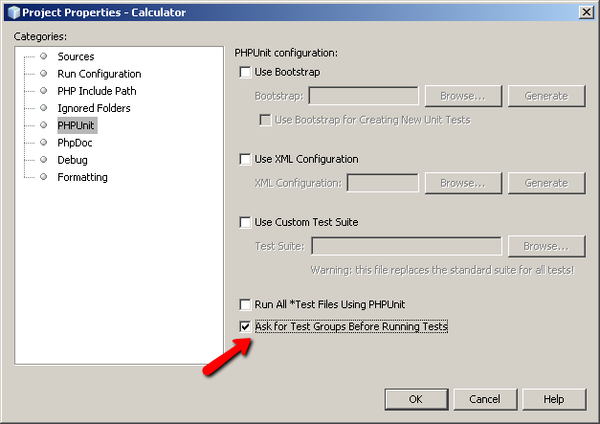 Project Properties - Calculator
Categories:
Sources
Run Configuration
PHP Include Path
Ignored Folders
PHPUnit
PhpDoc
Debug
Formatting
PHPUnit configuration:
Use Bootstrap
Bootstrap: Browse... Generate
Use Bootstrap for Creating New Unit Tests
Use XML Configuration
XML Configuration: Browse... Generate
Use Custom Test Suite
Test Suite: Browse...
Warning: this file replaces the standard suite for all tests!
Run All *Test Files Using PHPUnit
Ask for Test Groups Before Running Tests
OK Cancel Help